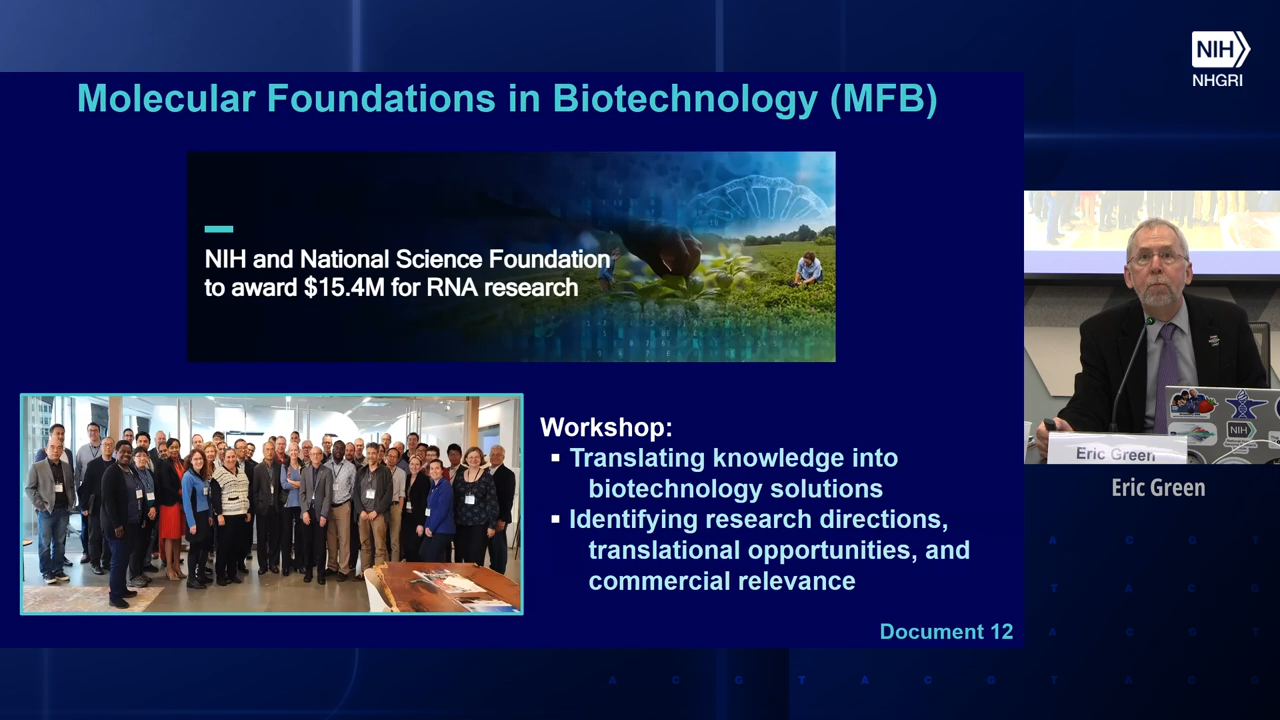 NIH
NHGRI
Molecular Foundations in Biotechnology (MFB)
NIH and National Science Foundation
to award $15.4M for RNA research
Workshop:
▪ Translating knowledge into
biotechnology solutions
▪ Identifying research directions,
translational opportunities, and
commercial relevance
Document 12
NIH
Eric Green
Eric Green
A C G T
T A C G
A C G T
A C G T A C G T A C G